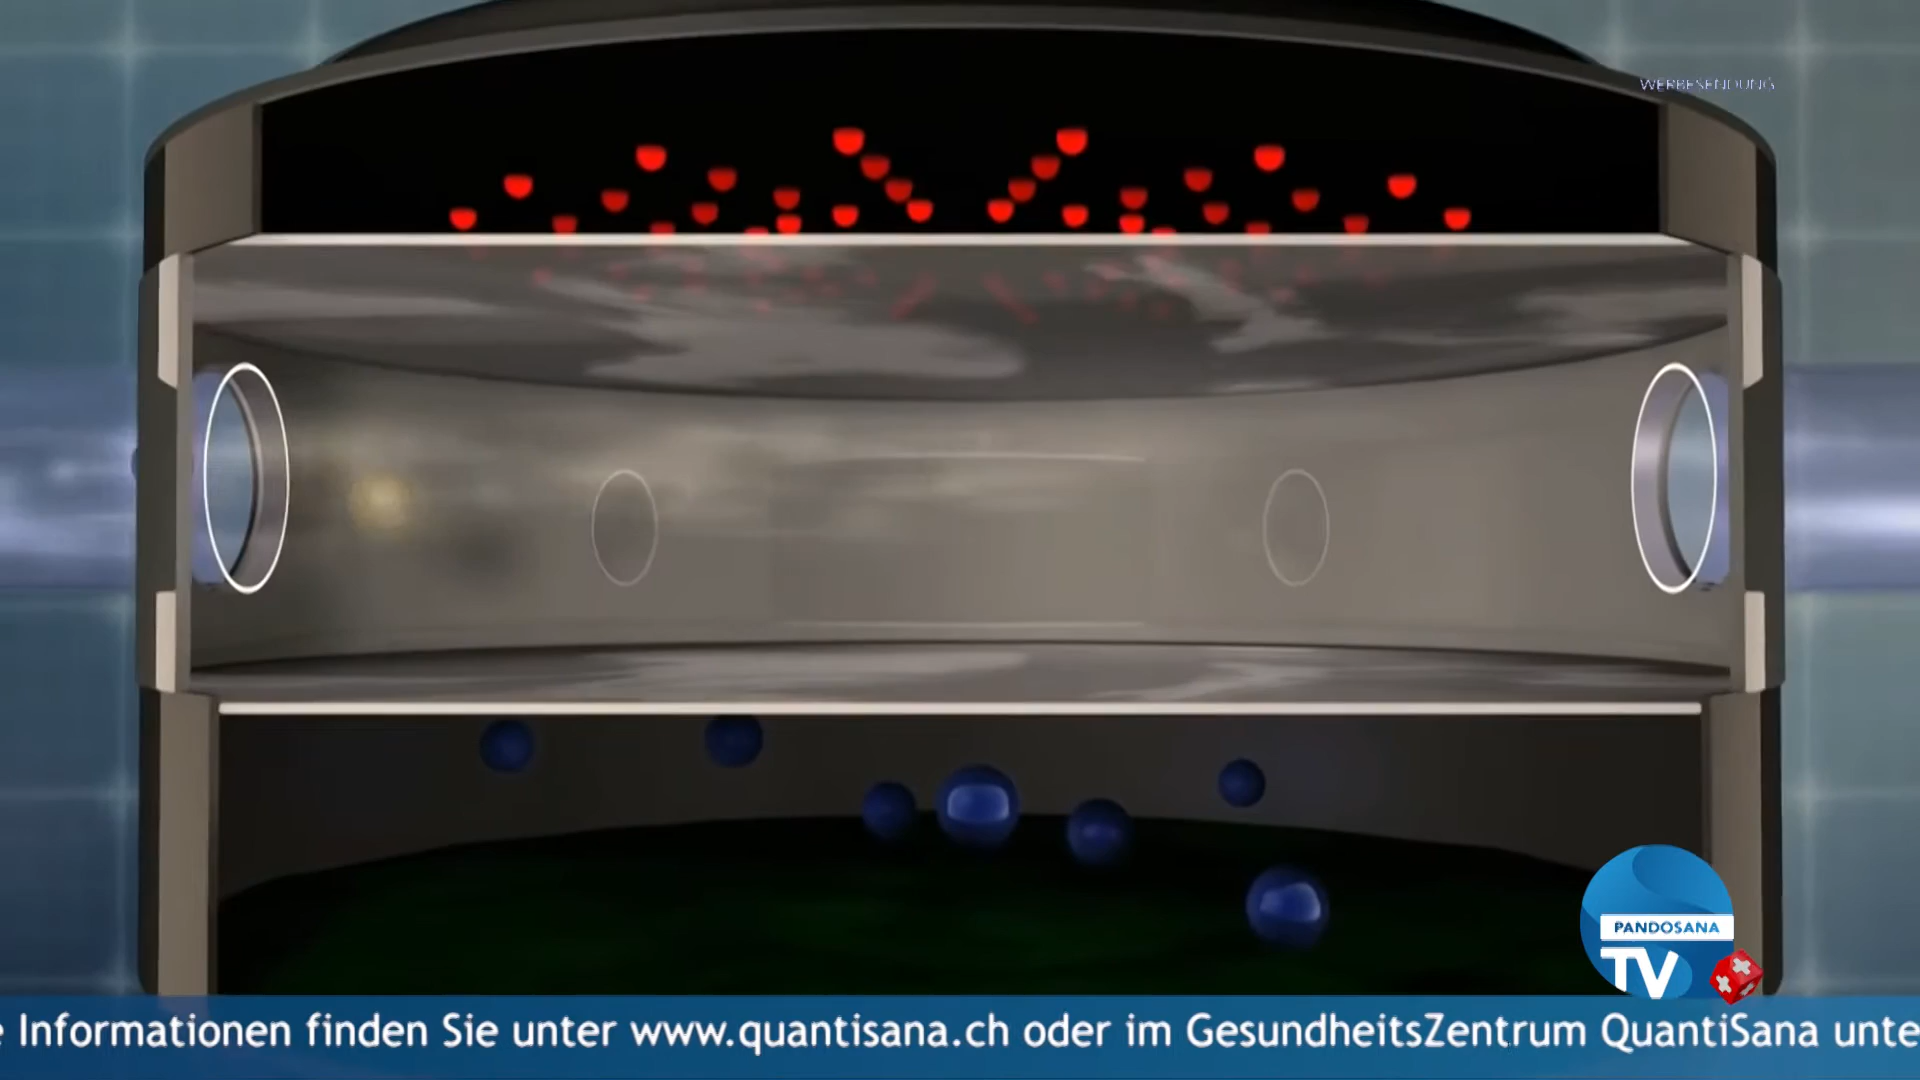 WERBESENDUNG
PANDOSANA
TV
e Informationen finden Sie unter www.quantisana.ch oder im GesundheitsZentrum QuantiSana unte